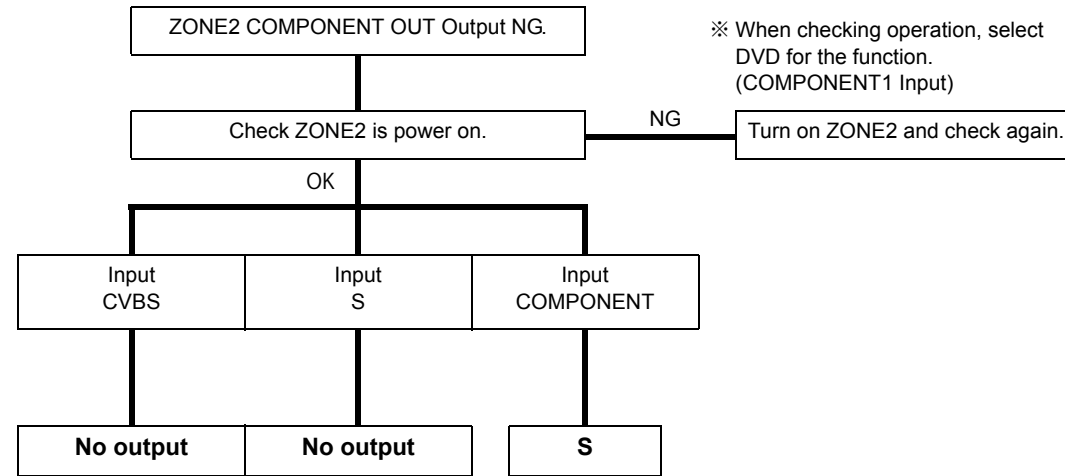 ZONE2 COMPONENT OUT Output NG.
※ When checking operation, select
DVD for the function.
(COMPONENT1 Input)
Check ZONE2 is power on.
NG
Turn on ZONE2 and check again.
OK
Input
CVBS
Input
S
Input
COMPONENT
No output
No output
S